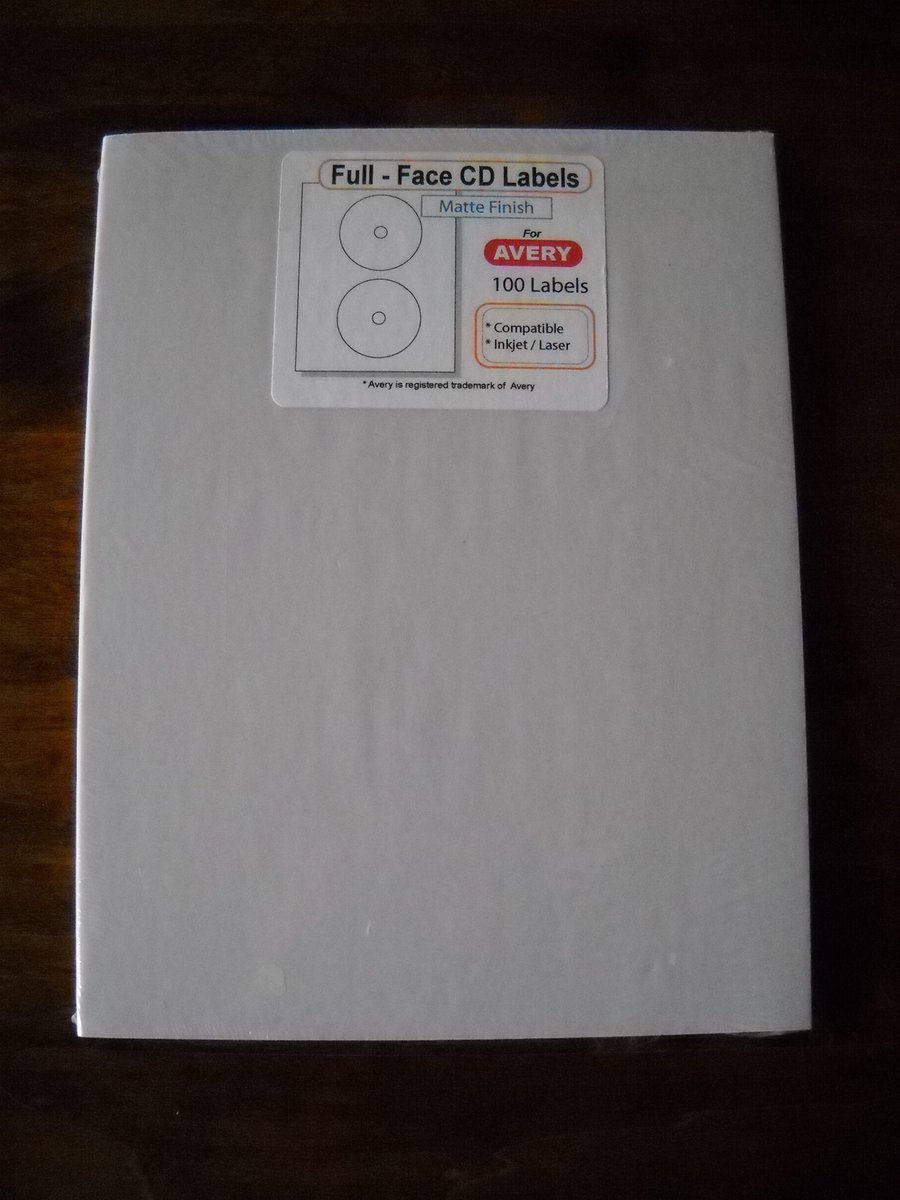 Full - Face CD Labels
Matte Finish
For
AVERY
100 Labels
* Compatible
* Inkjet / Laser
* Avery is registered trademark of Avery